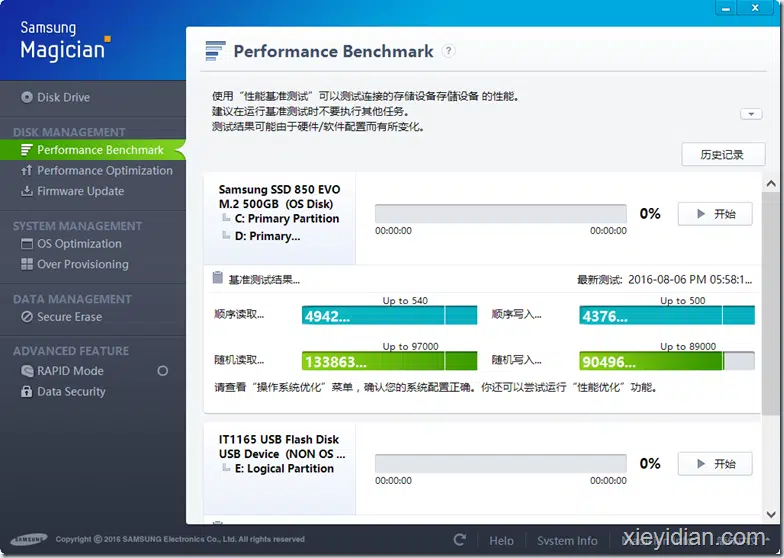 Samsung
Magician
Disk Drive
DISK MANAGEMENT
Performance Benchmark
Performance Optimization
Firmware Update
SYSTEM MANAGEMENT
OS Optimization
Over Provisioning
DATA MANAGEMENT
Secure Erase
ADVANCED FEATURE
RAPID Mode
Data Security
Performance Benchmark ?
使用“性能基准测试”可以测试连接的存储设备存儲设备 的性能。
建议在运行基准测试时不要执行其他任务。
测试结果可能由于硬件/软件配置而有所变化。
历史记录
Samsung SSD 850 EVO
M.2 500GB (OS Disk)
C: Primary Partition
D: Primary...
0%
开始
00:00:00 00:00:00
基准测试结果...
最新测试: 2016-08-06 PM 05:58:1...
Up to 540 Up to 500
顺序读取... 4942... 顺序写入... 4376...
Up to 97000 Up to 89000
随机读取... 133863... 随机写入... 90496...
请查看“操作系统优化”菜单，确认您的系统配置正确。你还可以尝试运行“性能优化”功能。
IT1165 USB Flash Disk
USB Device (NON OS ...
E: Logical Partition
0%
开始
00:00:00 00:00:00
SAMSUNG
Copyright © 2016 SAMSUNG Electronics Co., Ltd. All rights reserved
Help
System Info
xieyidian.com